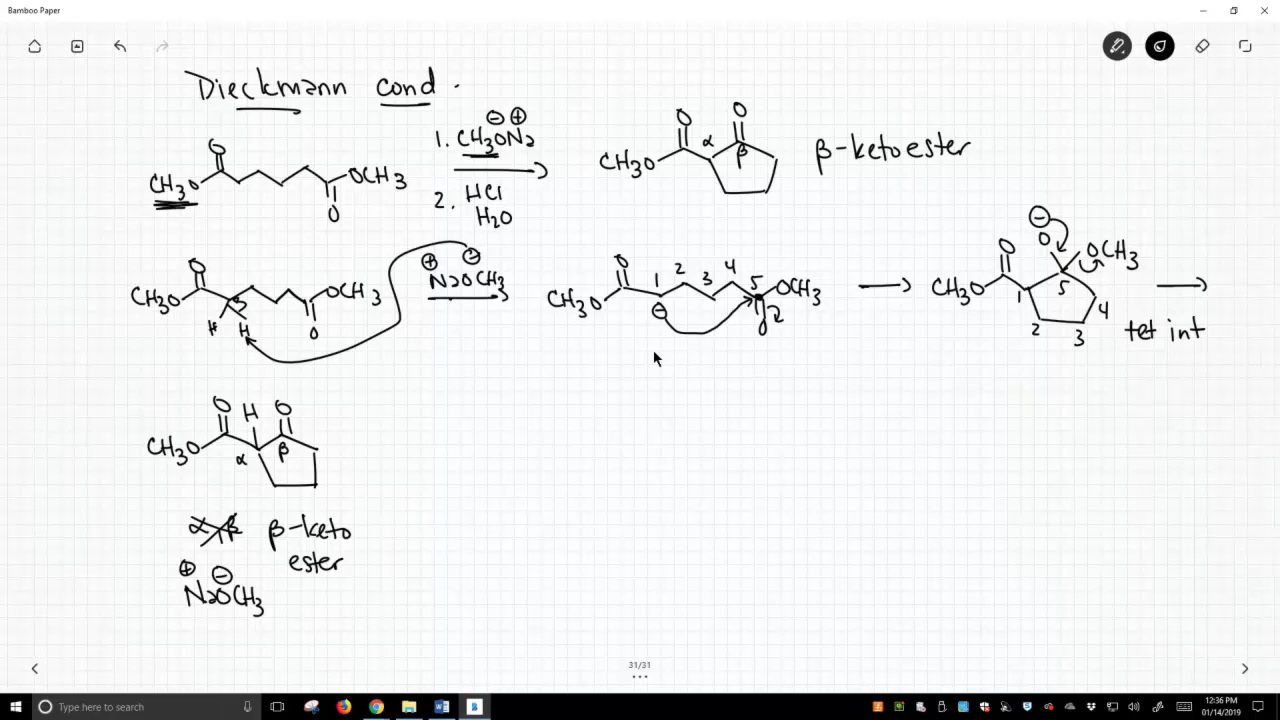 Bamboo Paper
Dieckmann cond.
1. CH3ONa
⊖ ⊕
2. HCl
H2O
CH3O
O
OCH3
O
CH3O
O
O
α
β
β-ketoester
CH3O
O
H
H
OCH3
O
⊕ ⊖
NaOCH3
CH3O
O
1
2
3
4
5
⊖
OCH3
O
CH3O
O
⊖
O
OCH3
1
2
3
4
5
tet int
CH3O
O
H
O
α
β
β-keto
ester
⊕ ⊖
NaOCH3
31/31
Type here to search
12:36 PM
01/14/2019